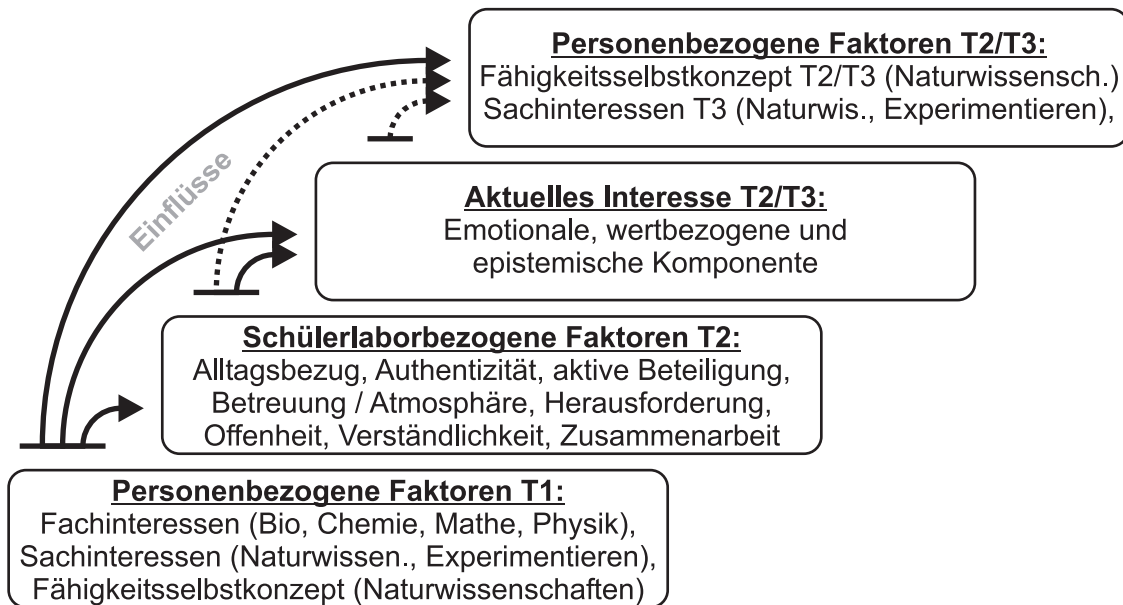 Personenbezogene Faktoren T2/T3:
Fähigkeitsselbstkonzept T2/T3 (Naturwissensch.)
Sachinteressen T3 (Naturwis., Experimentieren),
Einflüsse
Aktuelles Interesse T2/T3:
Emotionale, wertbezogene und
epistemische Komponente
Schülerlaborbezogene Faktoren T2:
Alltagsbezug, Authentizität, aktive Beteiligung,
Betreuung / Atmosphäre, Herausforderung,
Offenheit, Verständlichkeit, Zusammenarbeit
Personenbezogene Faktoren T1:
Fachinteressen (Bio, Chemie, Mathe, Physik),
Sachinteressen (Naturwissen., Experimentieren),
Fähigkeitsselbstkonzept (Naturwissenschaften)